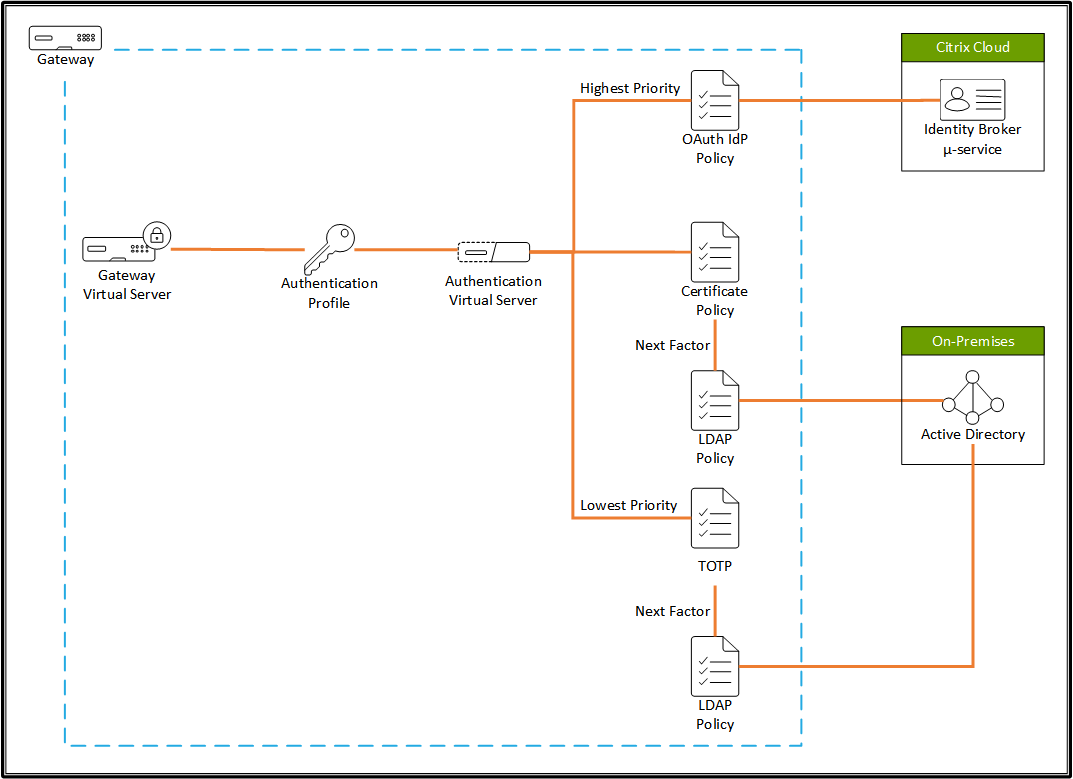 Gateway
Citrix Cloud
Highest Priority
Identity Broker
µ-service
OAuth IdP
Policy
Gateway
Virtual Server
Authentication
Profile
Authentication
Virtual Server
Certificate
Policy
Next Factor
On-Premises
LDAP
Policy
Active Directory
Lowest Priority
TOTP
Next Factor
LDAP
Policy